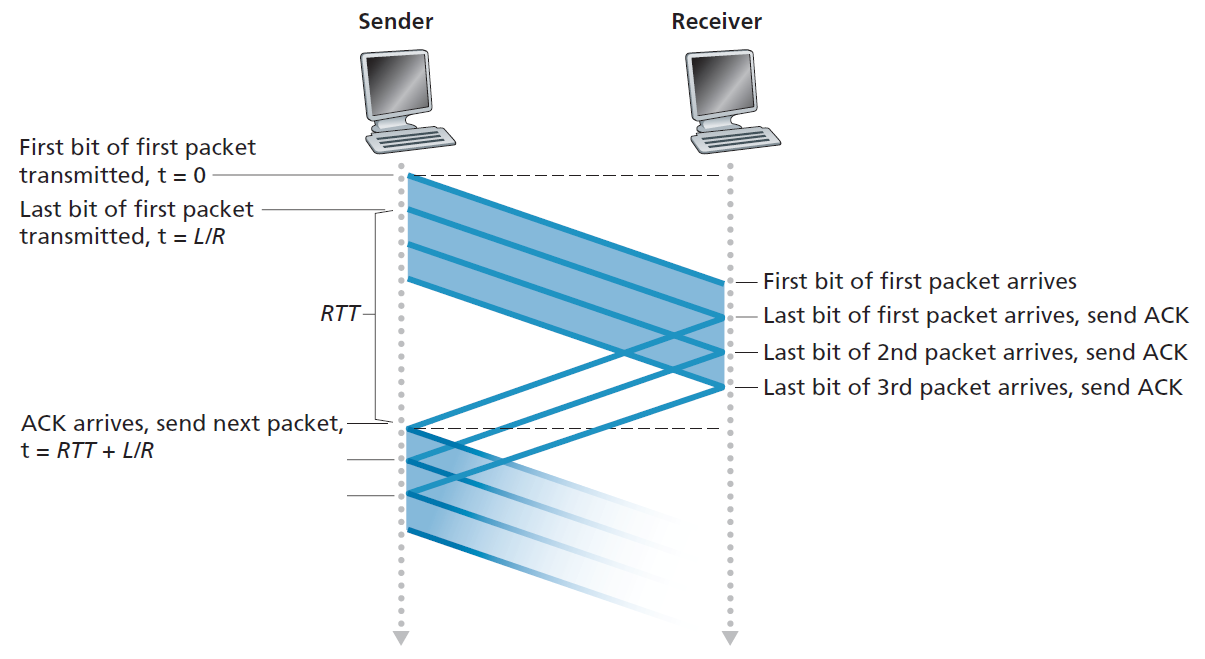 Sender
Receiver
First bit of first packet
transmitted, t = 0
Last bit of first packet
transmitted, t = L/R
First bit of first packet arrives
RTT
Last bit of first packet arrives, send ACK
Last bit of 2nd packet arrives, send ACK
Last bit of 3rd packet arrives, send ACK
ACK arrives, send next packet,
t = RTT + L/R